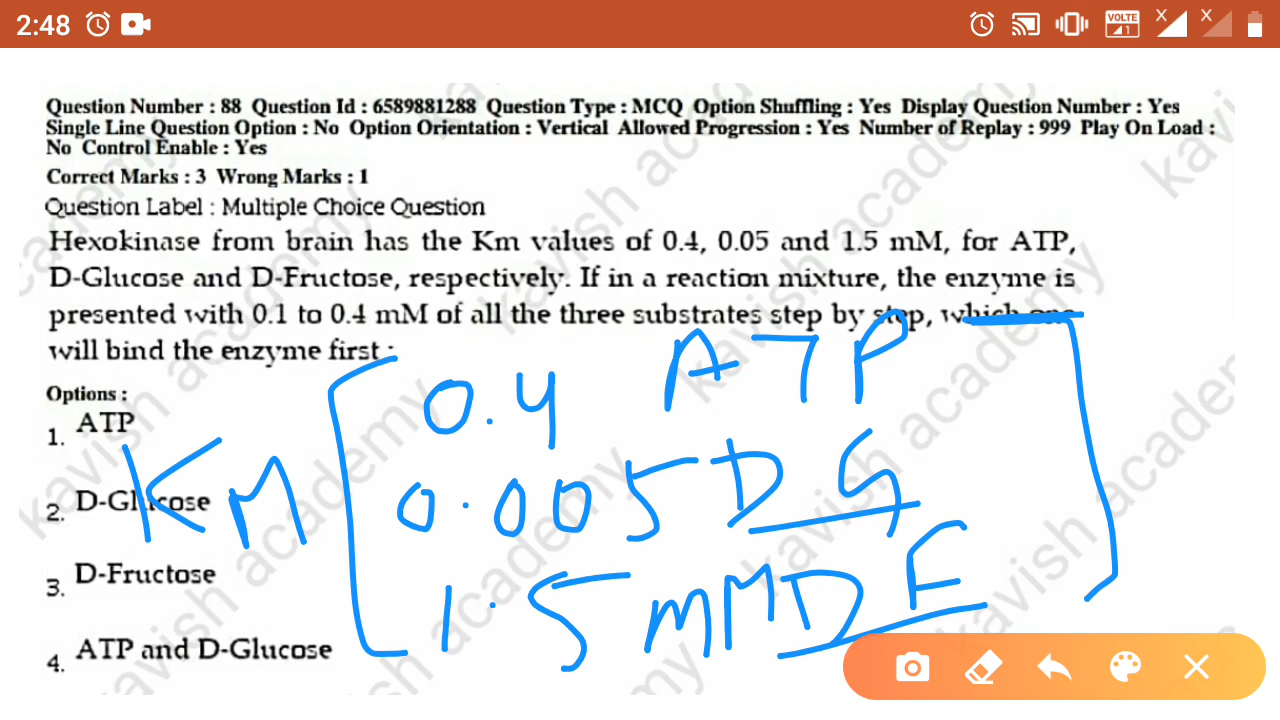 2:48 VOLTE 1 X X
Question Number : 88 Question Id : 6589881288 Question Type : MCQ Option Shuffling : Yes Display Question Number : Yes
Single Line Question Option : No Option Orientation : Vertical Allowed Progression : Yes Number of Replay : 999 Play On Load :
No Control Enable : Yes
Correct Marks : 3 Wrong Marks : 1
Question Label : Multiple Choice Question
Hexokinase from brain has the Km values of 0.4, 0.05 and 1.5 mM, for ATP,
D-Glucose and D-Fructose, respectively. If in a reaction mixture, the enzyme is
presented with 0.1 to 0.4 mM of all the three substrates step by step, which one
will bind the enzyme first :
Options :
1. ATP
2. D-Glucose
3. D-Fructose
4. ATP and D-Glucose
KM
0.4 ATP
0.005 D G
1.5 mM D F
kavish academy